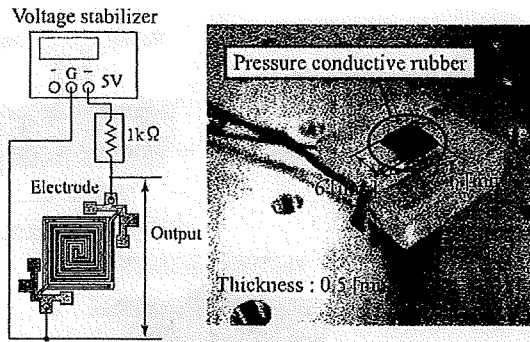 Voltage stabilizer
- G -
5V
1kΩ
Electrode
Output
Pressure conductive rubber
Thickness : 0.5